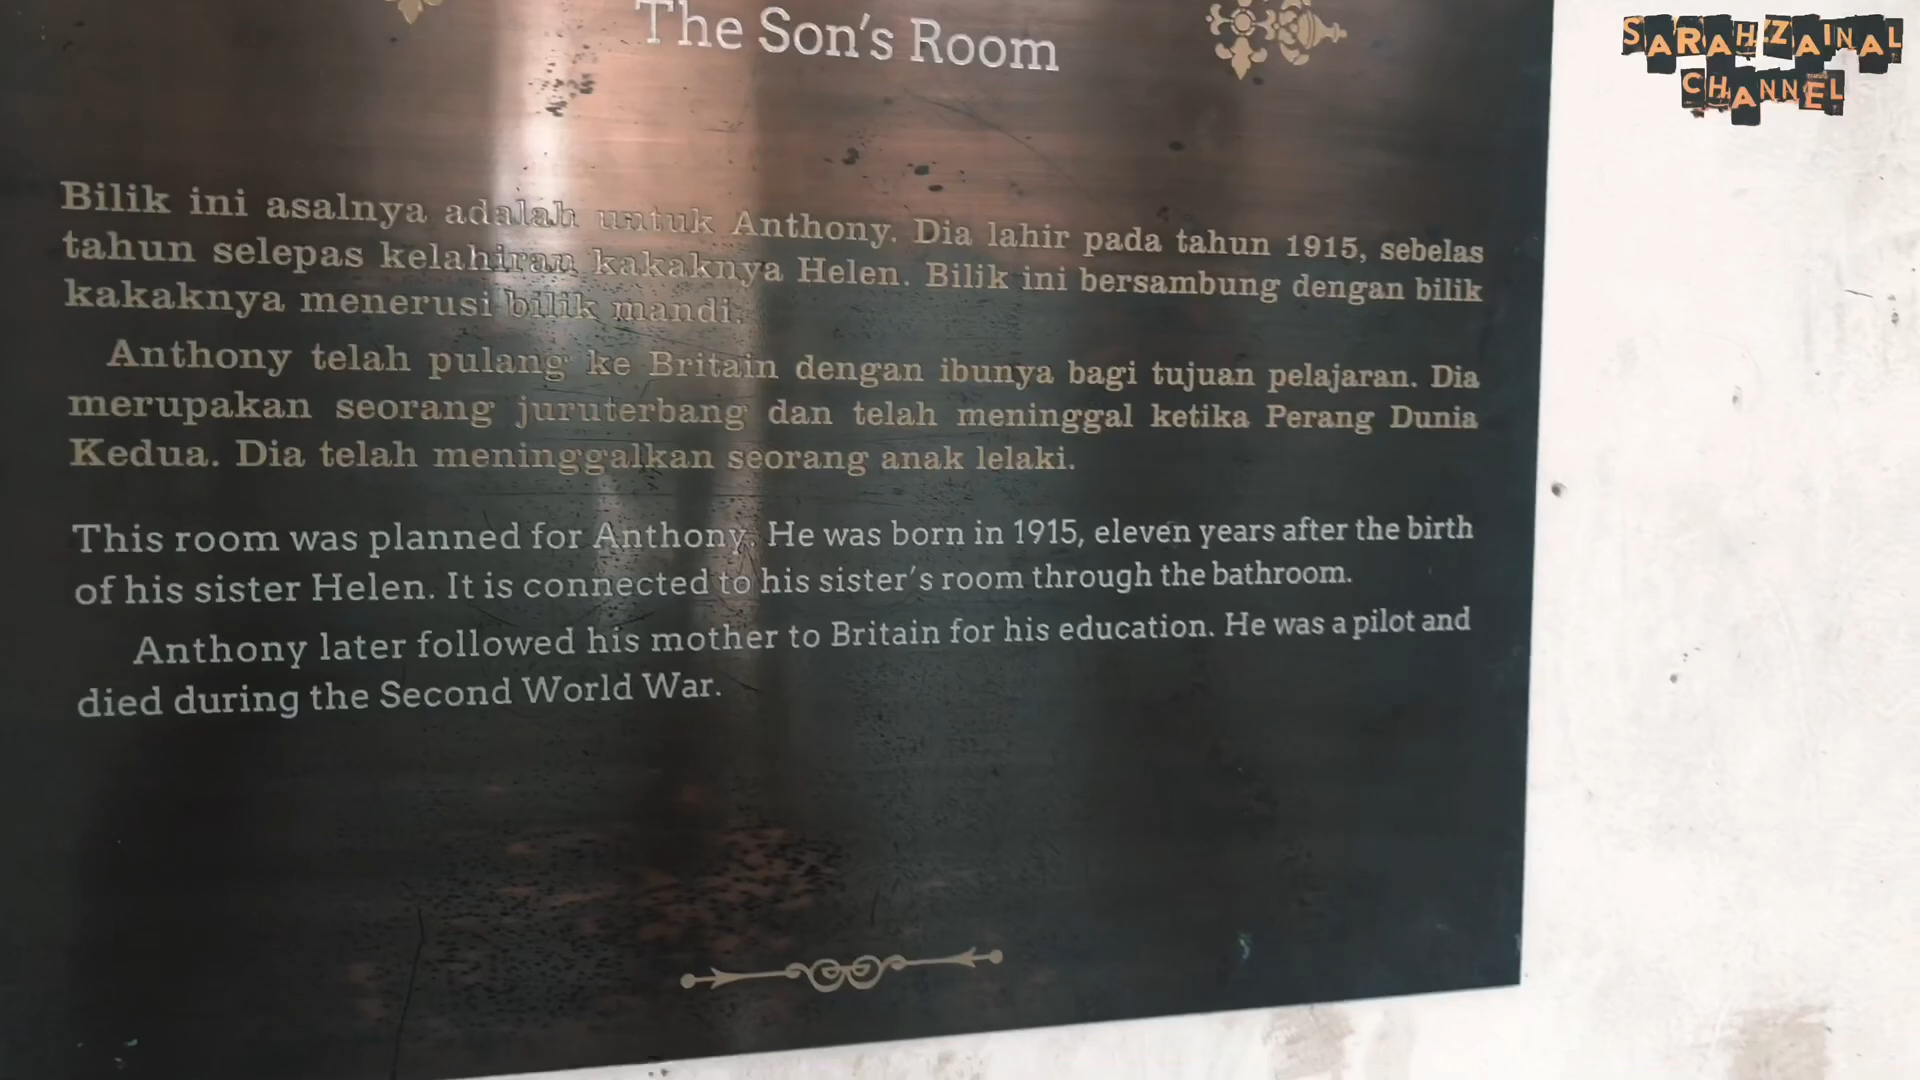 The Son's Room
SARAH ZAINAL
CHANNEL
Bilik ini asalnya adalah untuk Anthony. Dia lahir pada tahun 1915, sebelas
tahun selepas kelahiran kakaknya Helen. Bilik ini bersambung dengan bilik
kakaknya menerusi bilik mandi.
Anthony telah pulang ke Britain dengan ibunya bagi tujuan pelajaran. Dia
merupakan seorang juruterbang dan telah meninggal ketika Perang Dunia
Kedua. Dia telah meninggalkan seorang anak lelaki.
This room was planned for Anthony. He was born in 1915, eleven years after the birth
of his sister Helen. It is connected to his sister's room through the bathroom.
Anthony later followed his mother to Britain for his education. He was a pilot and
died during the Second World War.